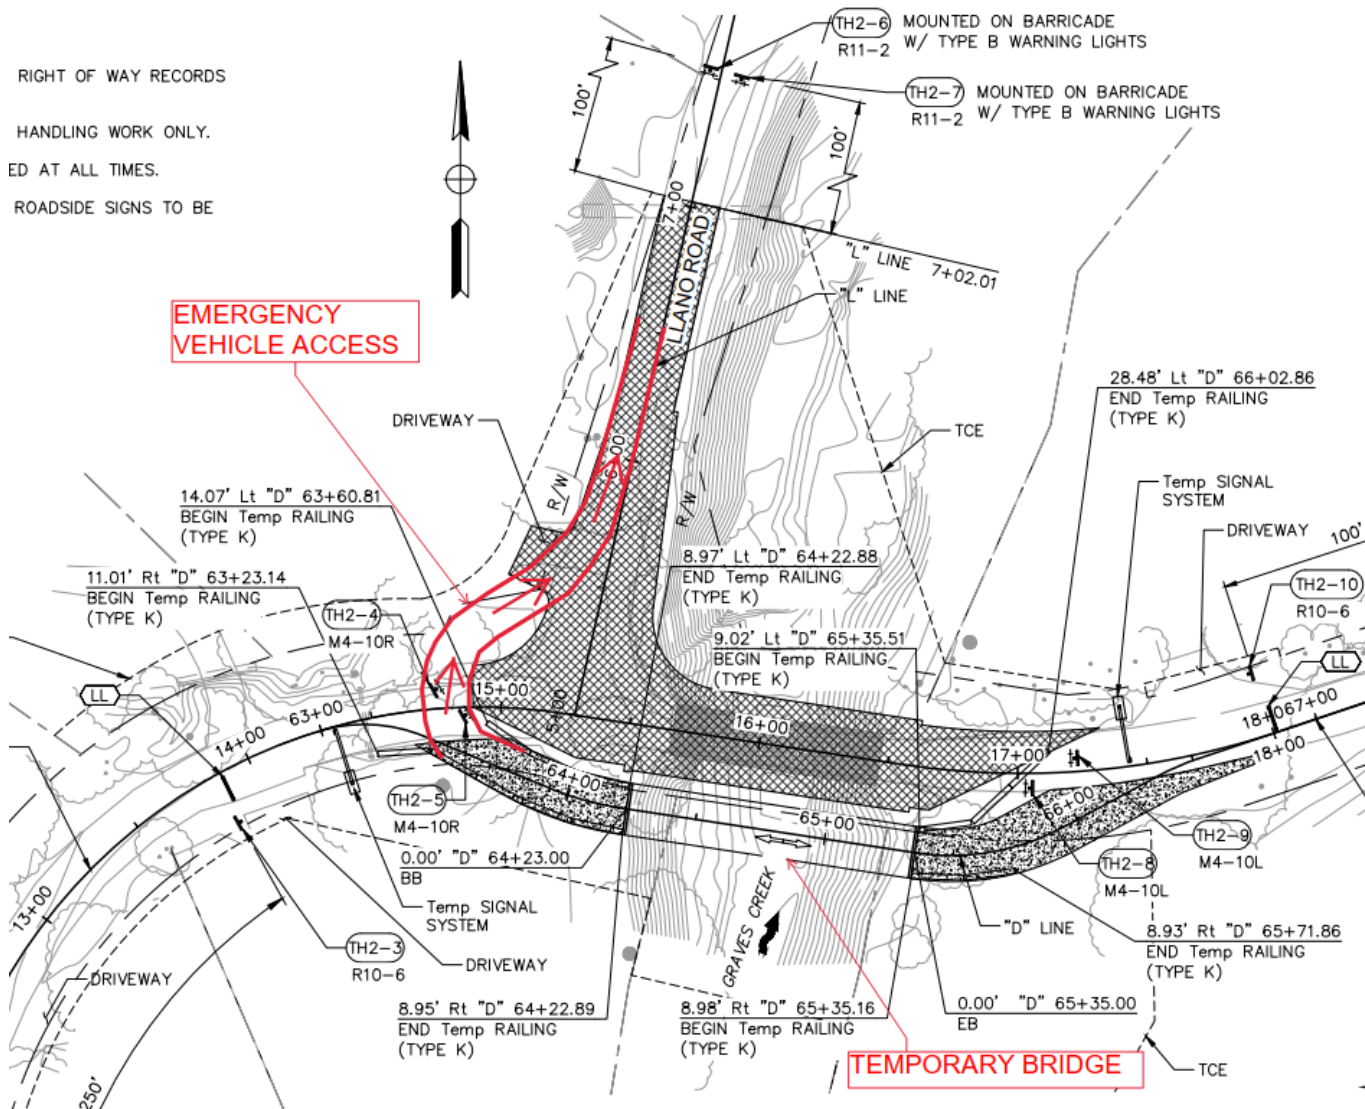 TH2-6 MOUNTED ON BARRICADE
R11-2 W/ TYPE B WARNING LIGHTS
RIGHT OF WAY RECORDS
TH2-7 MOUNTED ON BARRICADE
R11-2 W/ TYPE B WARNING LIGHTS
100'
100'
HANDLING WORK ONLY.
ED AT ALL TIMES.
ROADSIDE SIGNS TO BE
7+00
LLANO ROAD
"L" LINE 7+02.01
"L" LINE
EMERGENCY
VEHICLE ACCESS
28.48' Lt "D" 66+02.86
END Temp RAILING
(TYPE K)
DRIVEWAY
TCE
R/W
R/W
Temp SIGNAL
SYSTEM
14.07' Lt "D" 63+60.81
BEGIN Temp RAILING
(TYPE K)
DRIVEWAY
100'
8.97' Lt "D" 64+22.88
END Temp RAILING
(TYPE K)
11.01' Rt "D" 63+23.14
BEGIN Temp RAILING
(TYPE K)
TH2-4
M4-10R
TH2-10
R10-6
9.02' Lt "D" 65+35.51
BEGIN Temp RAILING
(TYPE K)
LL
LL
63+00
14+00
15+00
5+00
16+00
17+00
18+00
67+00
18+00
64+00
65+00
66+00
13+00
TH2-5
M4-10R
TH2-9
M4-10L
TH2-8
M4-10L
0.00' "D" 64+23.00
BB
Temp SIGNAL
SYSTEM
GRAVES CREEK
"D" LINE
8.93' Rt "D" 65+71.86
END Temp RAILING
(TYPE K)
TH2-3
R10-6
DRIVEWAY
DRIVEWAY
8.95' Rt "D" 64+22.89
END Temp RAILING
(TYPE K)
8.98' Rt "D" 65+35.16
BEGIN Temp RAILING
(TYPE K)
0.00' "D" 65+35.00
EB
TEMPORARY BRIDGE
TCE
250'